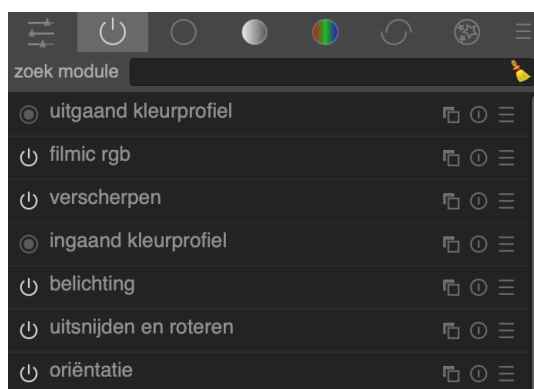 zoek module
uitgaand kleurprofiel
filmic rgb
verscherpen
ingaand kleurprofiel
belichting
uitsnijden en roteren
oriëntatie